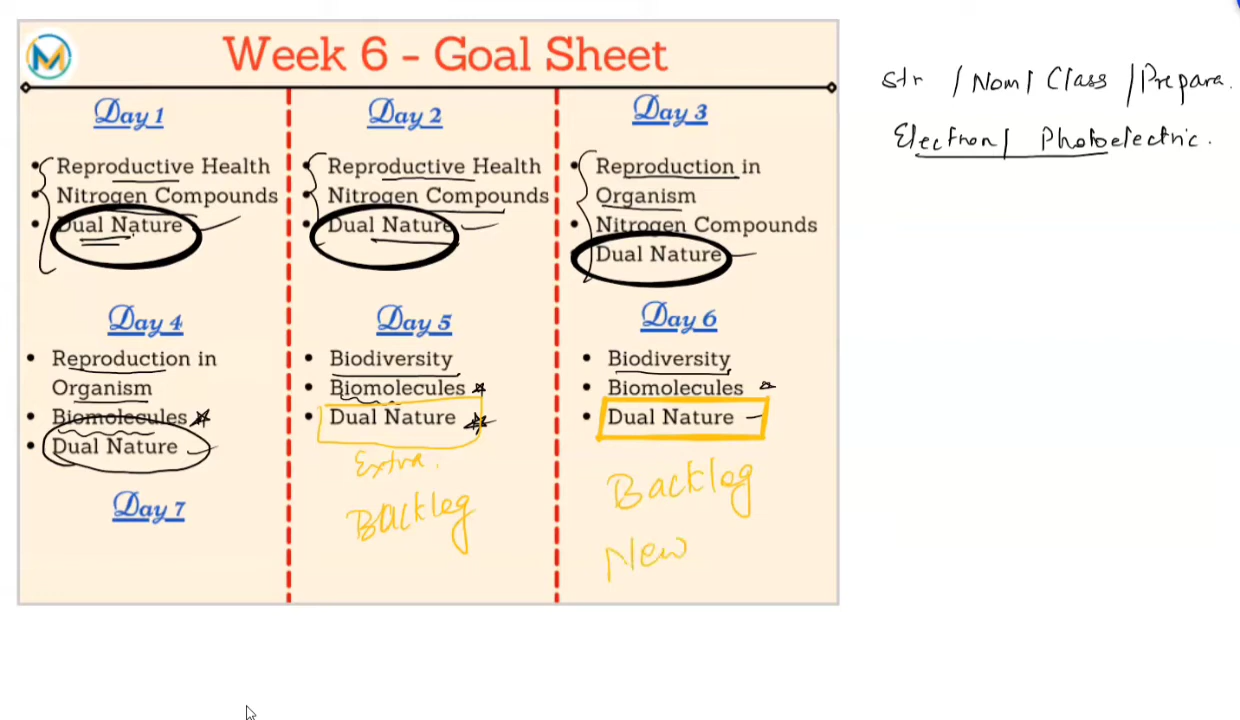 Week 6 - Goal Sheet
Day 1
• Reproductive Health
• Nitrogen Compounds
• Dual Nature
Day 2
• Reproductive Health
• Nitrogen Compounds
• Dual Nature
Day 3
• Reproduction in
Organism
• Nitrogen Compounds
• Dual Nature
Day 4
• Reproduction in
Organism
• Biomolecules
• Dual Nature
Day 5
• Biodiversity
• Biomolecules
• Dual Nature
Extra.
Backleg
Day 6
• Biodiversity
• Biomolecules
• Dual Nature
Backleg
New
Day 7
str / Nom / Class / Prepara.
Electron / Photoelectric.
M